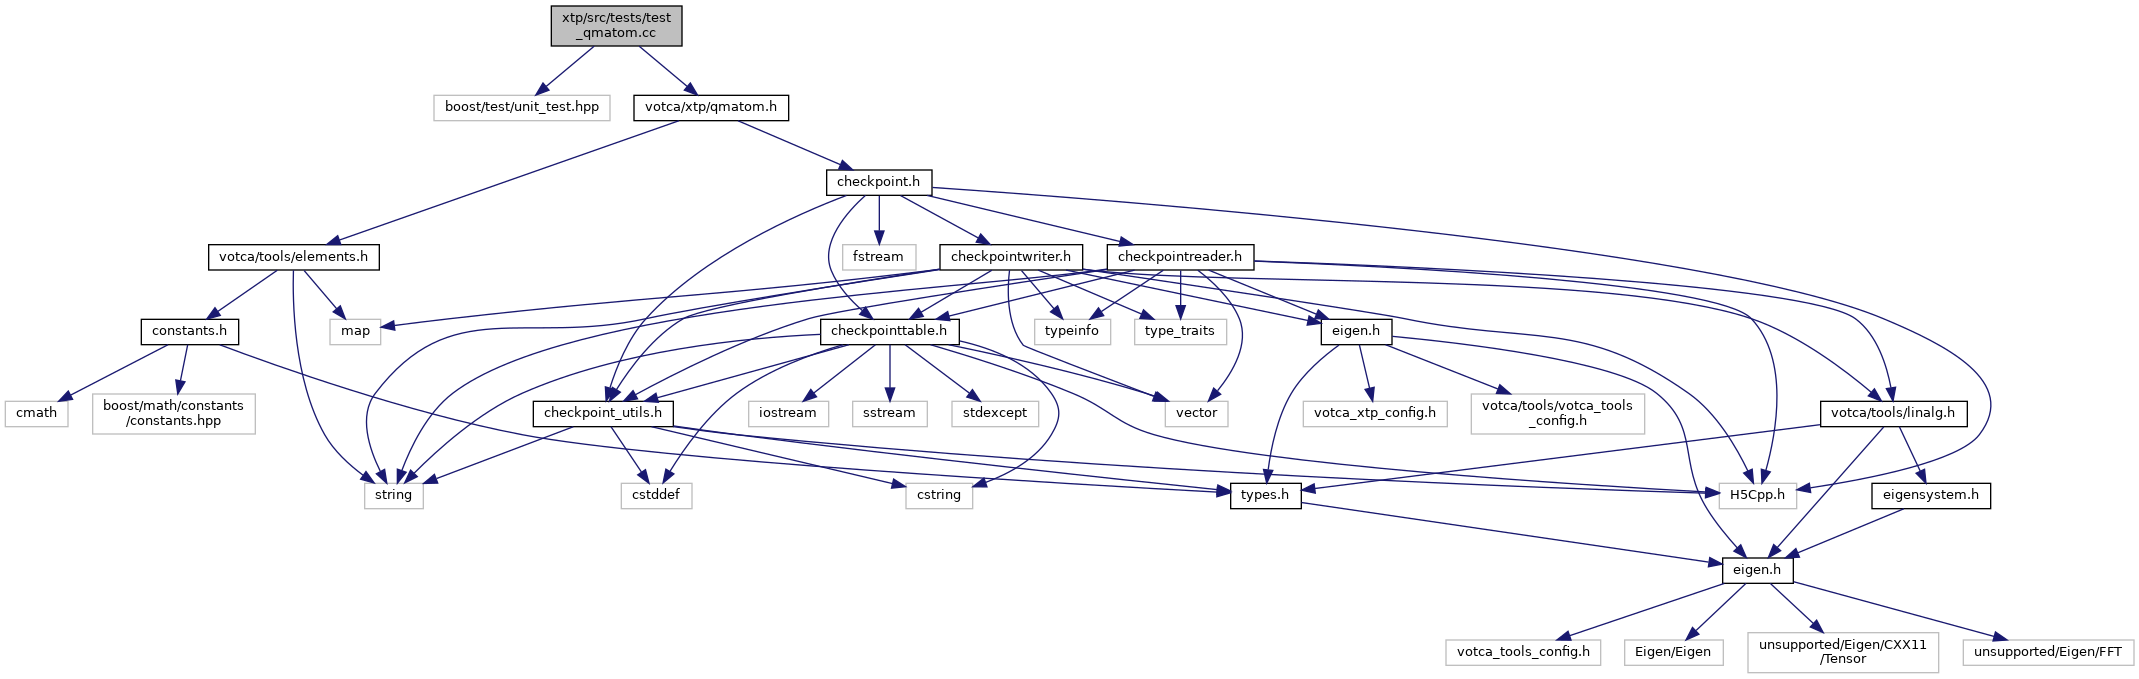 xtp/src/tests/test
_qmatom.cc
boost/test/unit_test.hpp
votca/xtp/qmatom.h
checkpoint.h
votca/tools/elements.h
fstream
checkpointwriter.h
checkpointreader.h
constants.h
map
checkpointtable.h
typeinfo
type_traits
eigen.h
cmath
boost/math/constants
/constants.hpp
checkpoint_utils.h
iostream
sstream
stdexcept
vector
votca_xtp_config.h
votca/tools/votca_tools
_config.h
votca/tools/linalg.h
string
cstddef
cstring
types.h
H5Cpp.h
eigensystem.h
eigen.h
votca_tools_config.h
Eigen/Eigen
unsupported/Eigen/CXX11
/Tensor
unsupported/Eigen/FFT